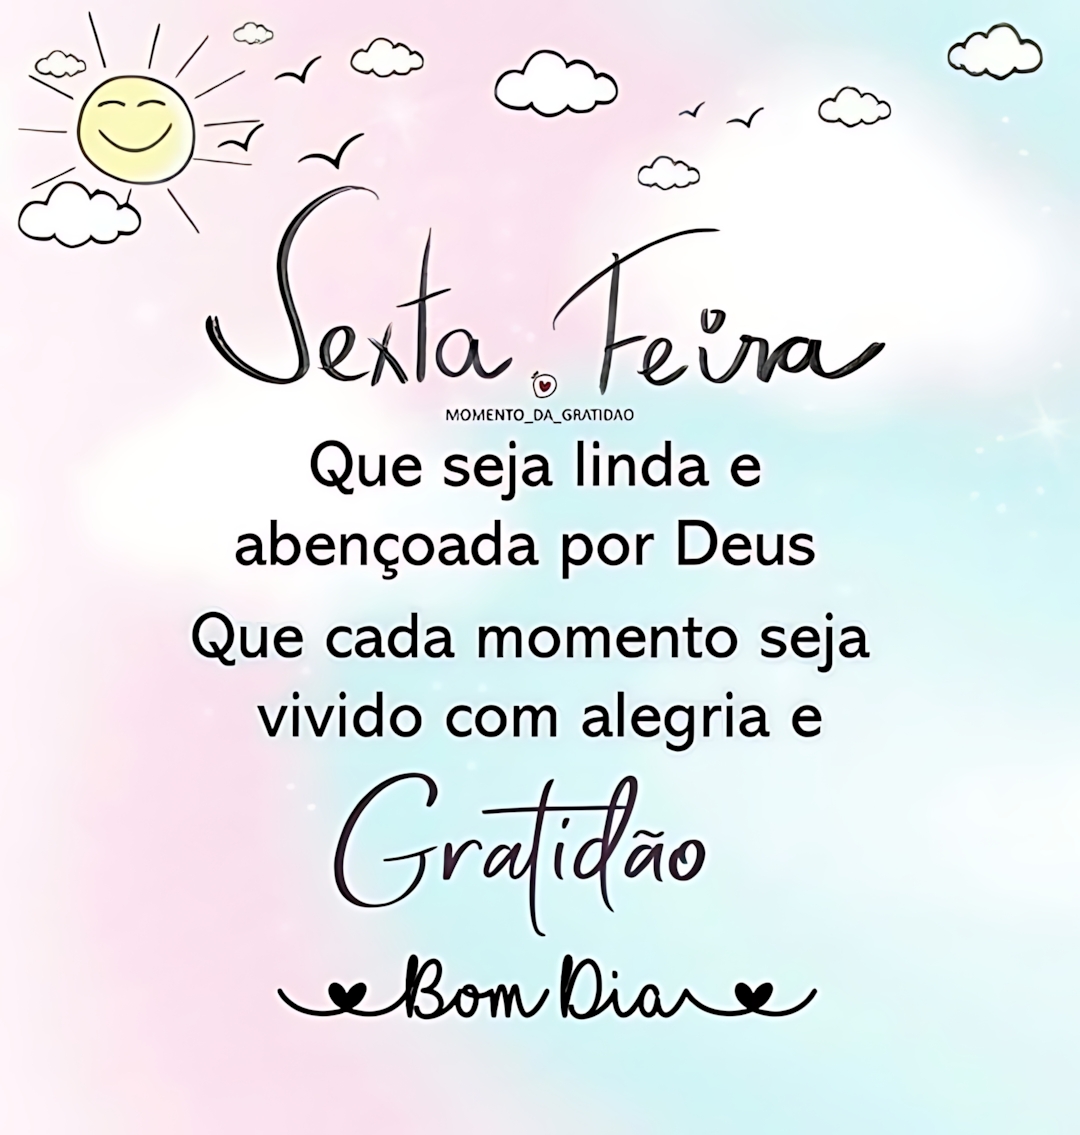 Sexta Feira
MOMENTO_DA_GRATIDAO
Que seja linda e
abençoada por Deus
Que cada momento seja
vivido com alegria e
Gratidão
Bom Dia